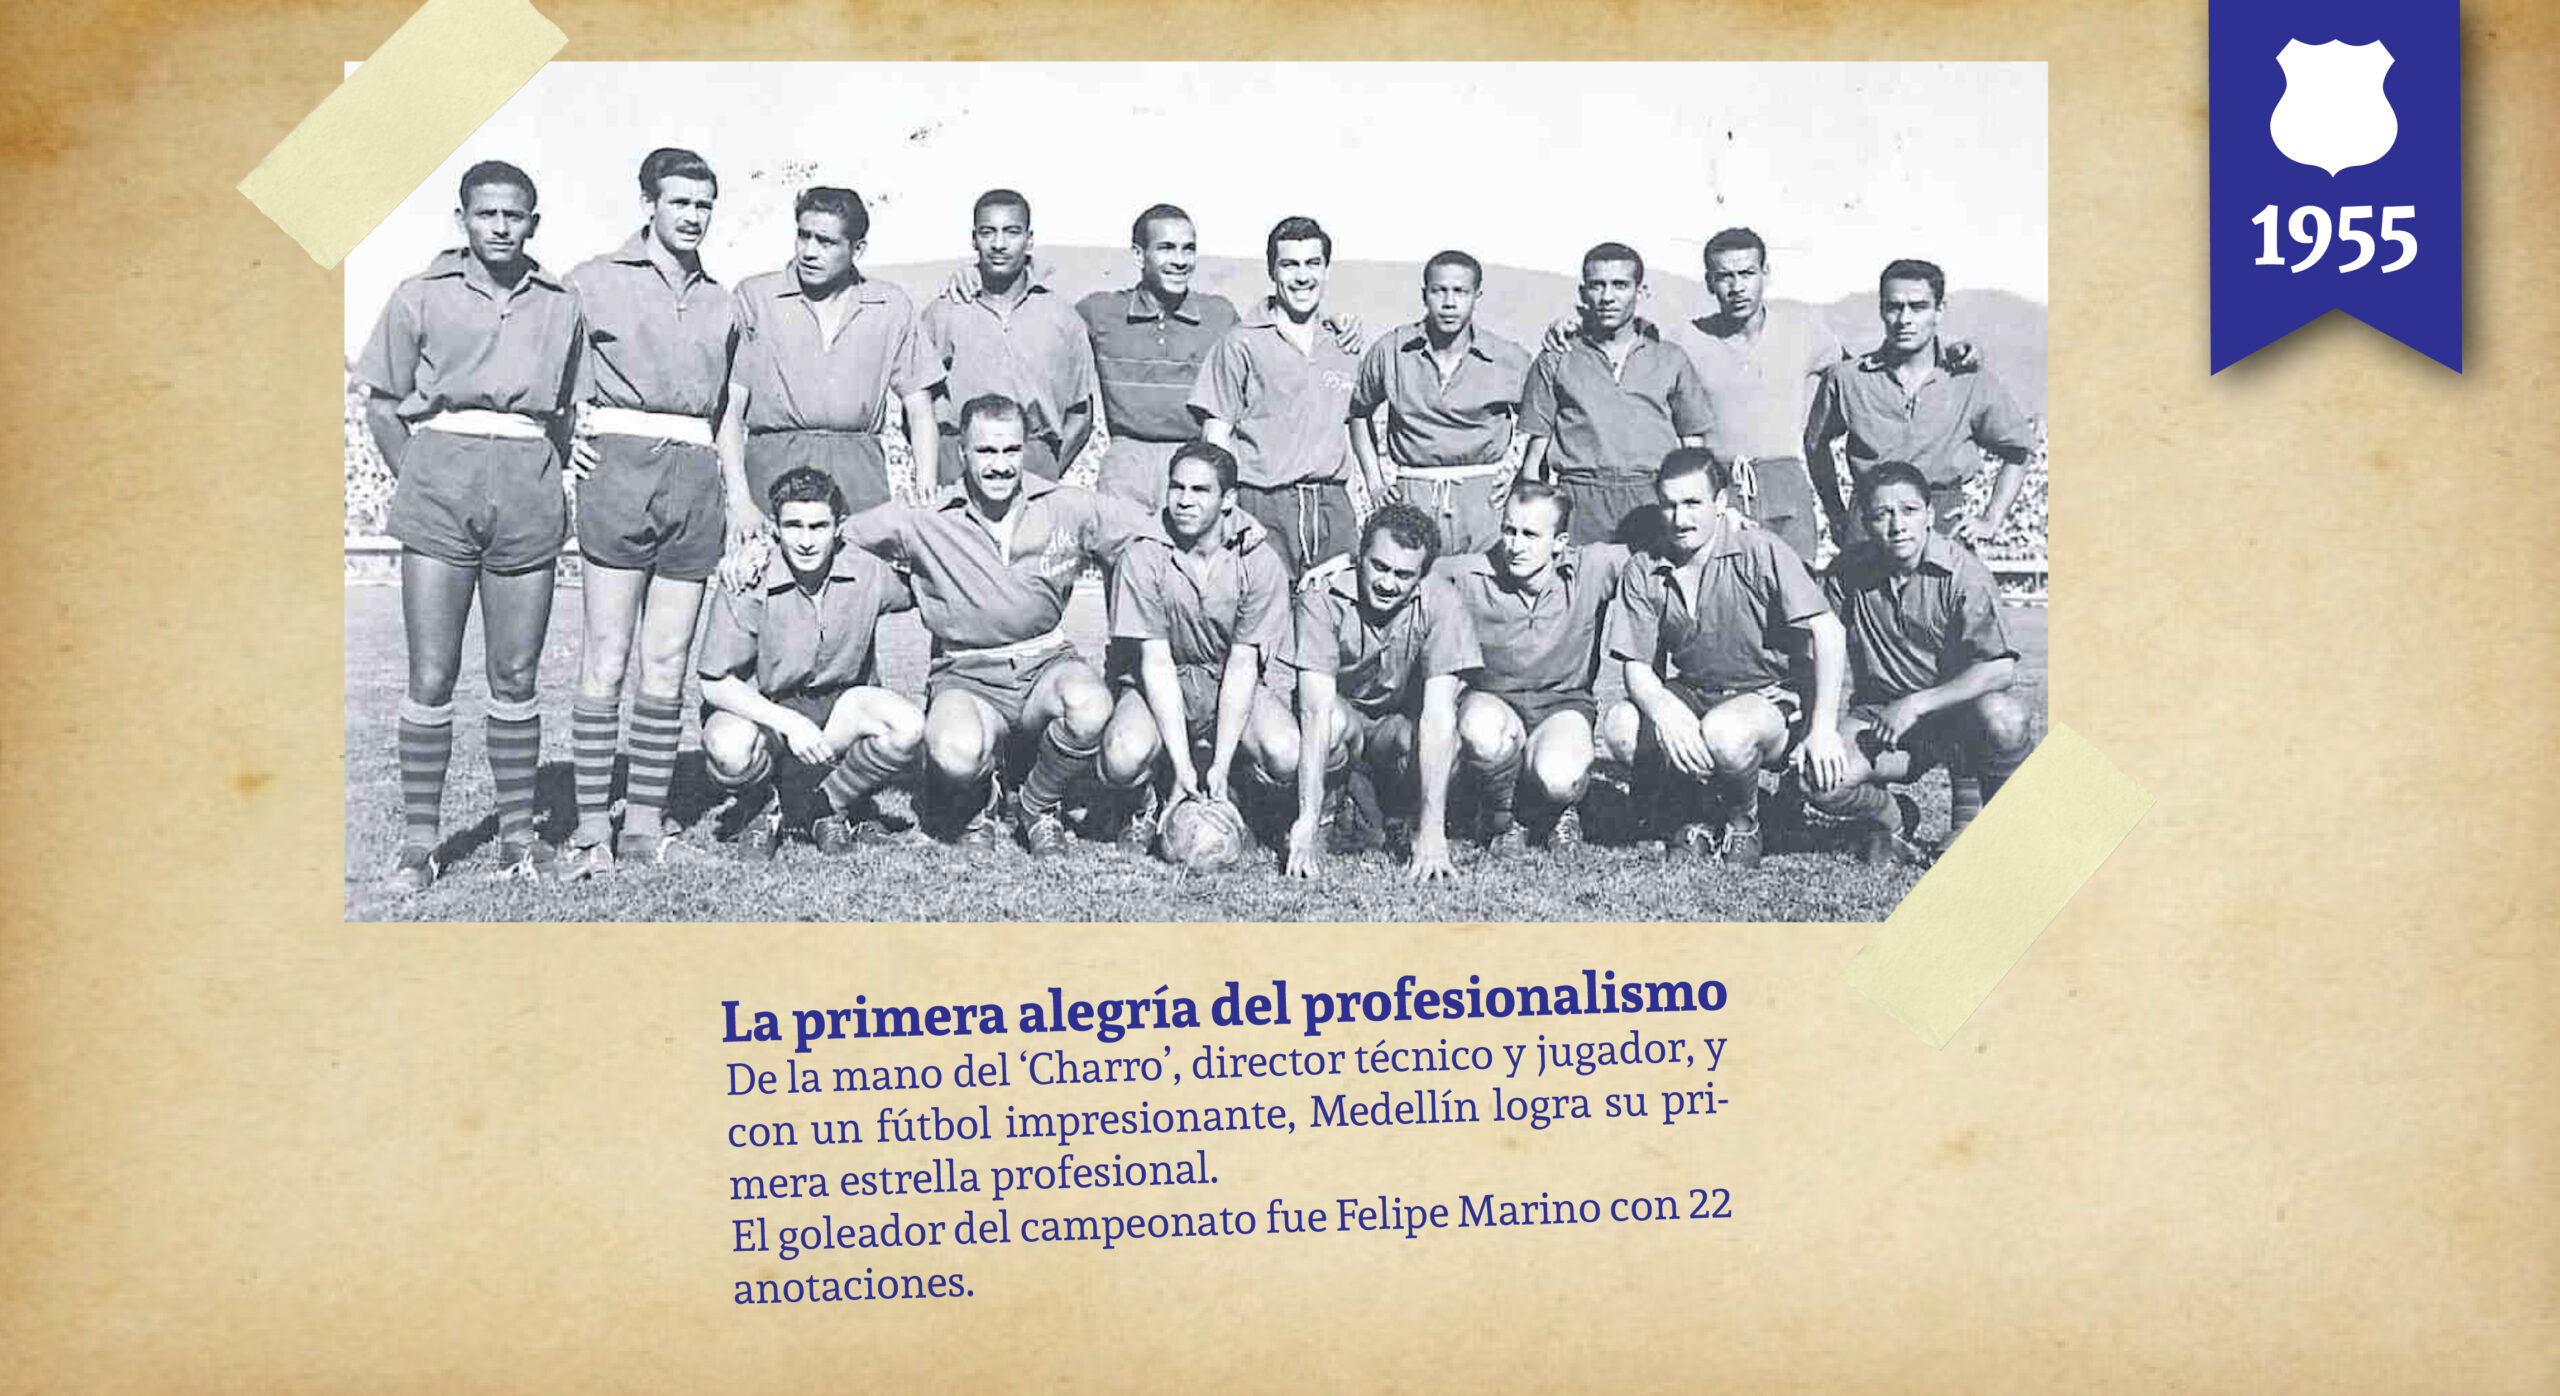 1955
La primera alegría del profesionalismo
De la mano del ‘Charro’, director técnico y jugador, y
con un fútbol impresionante, Medellín logra su pri-
mera estrella profesional.
El goleador del campeonato fue Felipe Marino con 22
anotaciones.